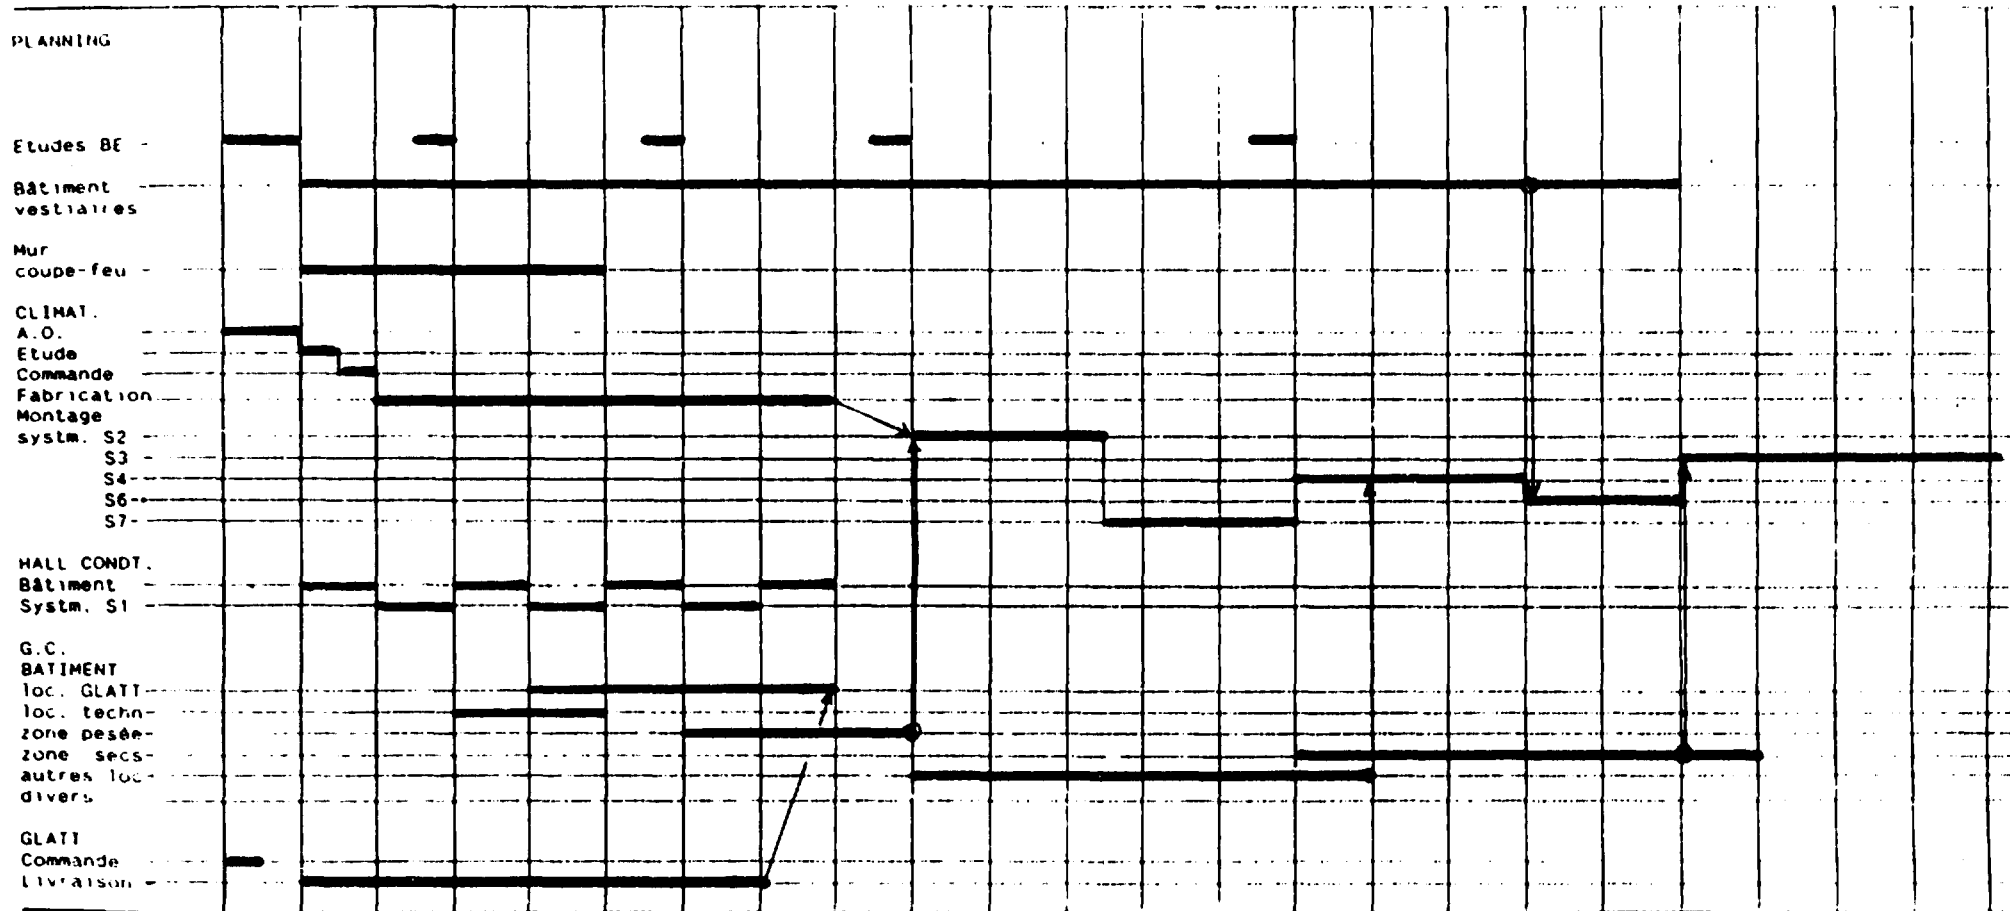 PLANNING
Etudes BE -
Bâtiment
vestiaires
Mur
coupe-feu -
CLIMAT.
A.O.
Etude
Commande
Fabrication
Montage
systm. S2
S3
S4
S6
S7
HALL CONDT.
Bâtiment
Systm. S1
G.C.
BATIMENT
loc. GLATT
loc. techn
zone pesée
zone secs
autres loc
divers
GLATT
Commande
Livraison